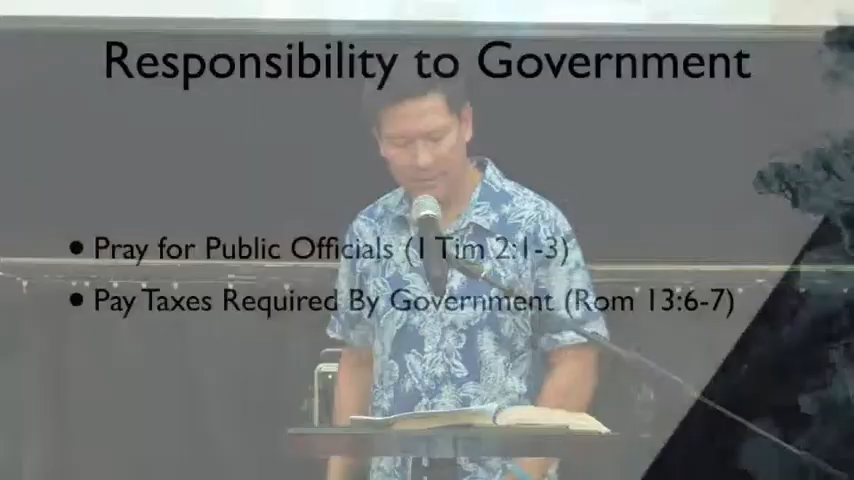 Responsibility to Government
• Pray for Public Officials (1 Tim 2:1-3)
• Pay Taxes Required By Government (Rom 13:6-7)